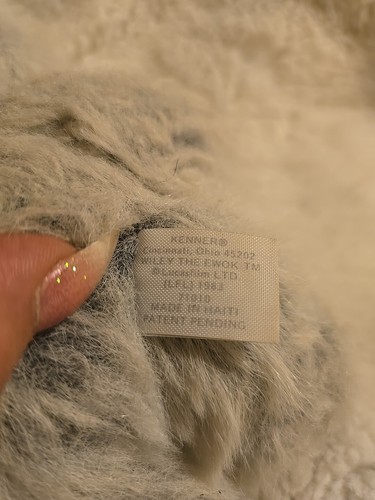 KENNER®
Cincinnati, Ohio 45202
WILEY THE EWOK TM
©Lucasfilm LTD
(LFL) 1983
71010
MADE IN HAITI
PATENT PENDING